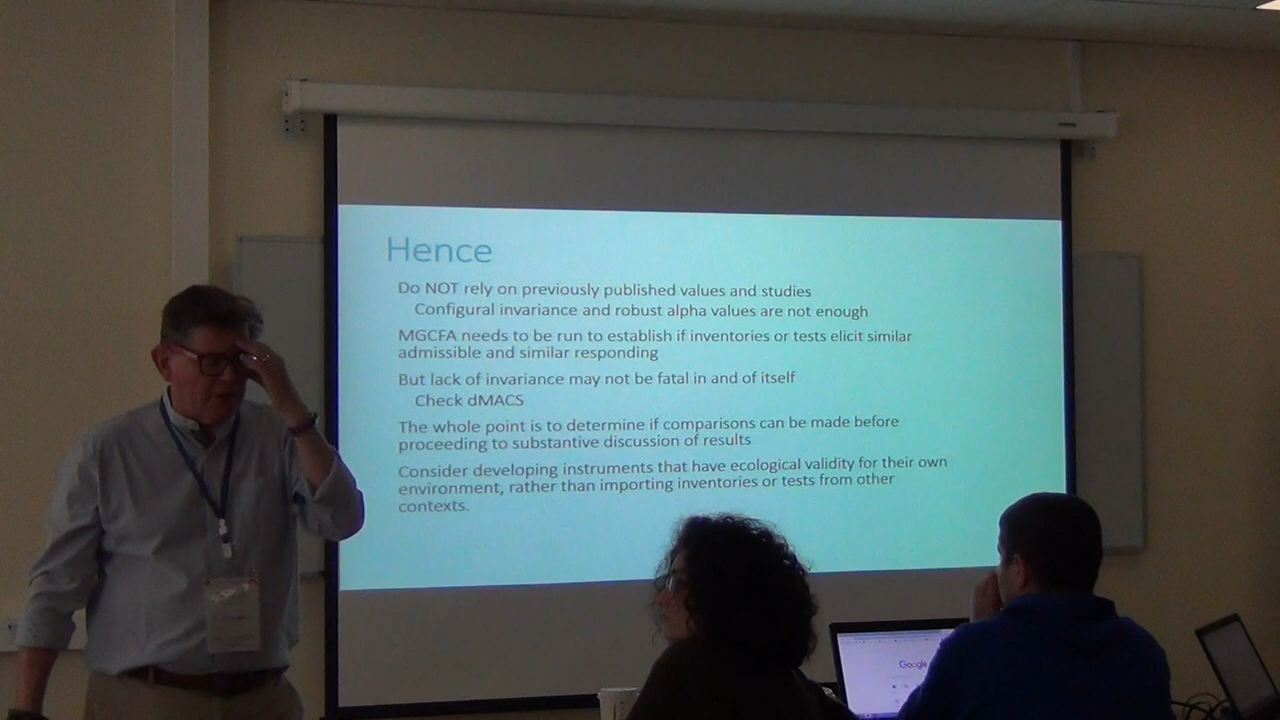 Hence
Do NOT rely on previously published values and studies
Configural invariance and robust alpha values are not enough
MGCFA needs to be run to establish if inventories or tests elicit similar
admissible and similar responding
But lack of invariance may not be fatal in and of itself
Check dMACS
The whole point is to determine if comparisons can be made before
proceeding to substantive discussion of results
Consider developing instruments that have ecological validity for their own
environment, rather than importing inventories or tests from other
contexts.
Google